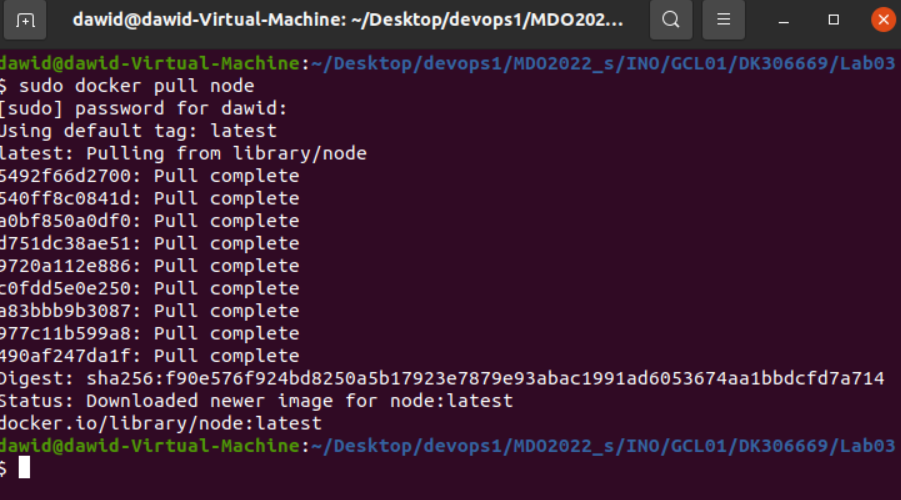 dawid@dawid-Virtual-Machine: ~/Desktop/devops1/MDO202...
dawid@dawid-Virtual-Machine:~/Desktop/devops1/MDO2022_s/INO/GCL01/DK306669/Lab03
$ sudo docker pull node
[sudo] password for dawid:
Using default tag: latest
latest: Pulling from library/node
5492f66d2700: Pull complete
540ff8c0841d: Pull complete
a0bf850a0df0: Pull complete
d751dc38ae51: Pull complete
9720a112e886: Pull complete
c0fdd5e0e250: Pull complete
a83bbb9b3087: Pull complete
977c11b599a8: Pull complete
490af247da1f: Pull complete
Digest: sha256:f90e576f924bd8250a5b17923e7879e93abac1991ad6053674aa1bbdcfd7a714
Status: Downloaded newer image for node:latest
docker.io/library/node:latest
dawid@dawid-Virtual-Machine:~/Desktop/devops1/MDO2022_s/INO/GCL01/DK306669/Lab03
$